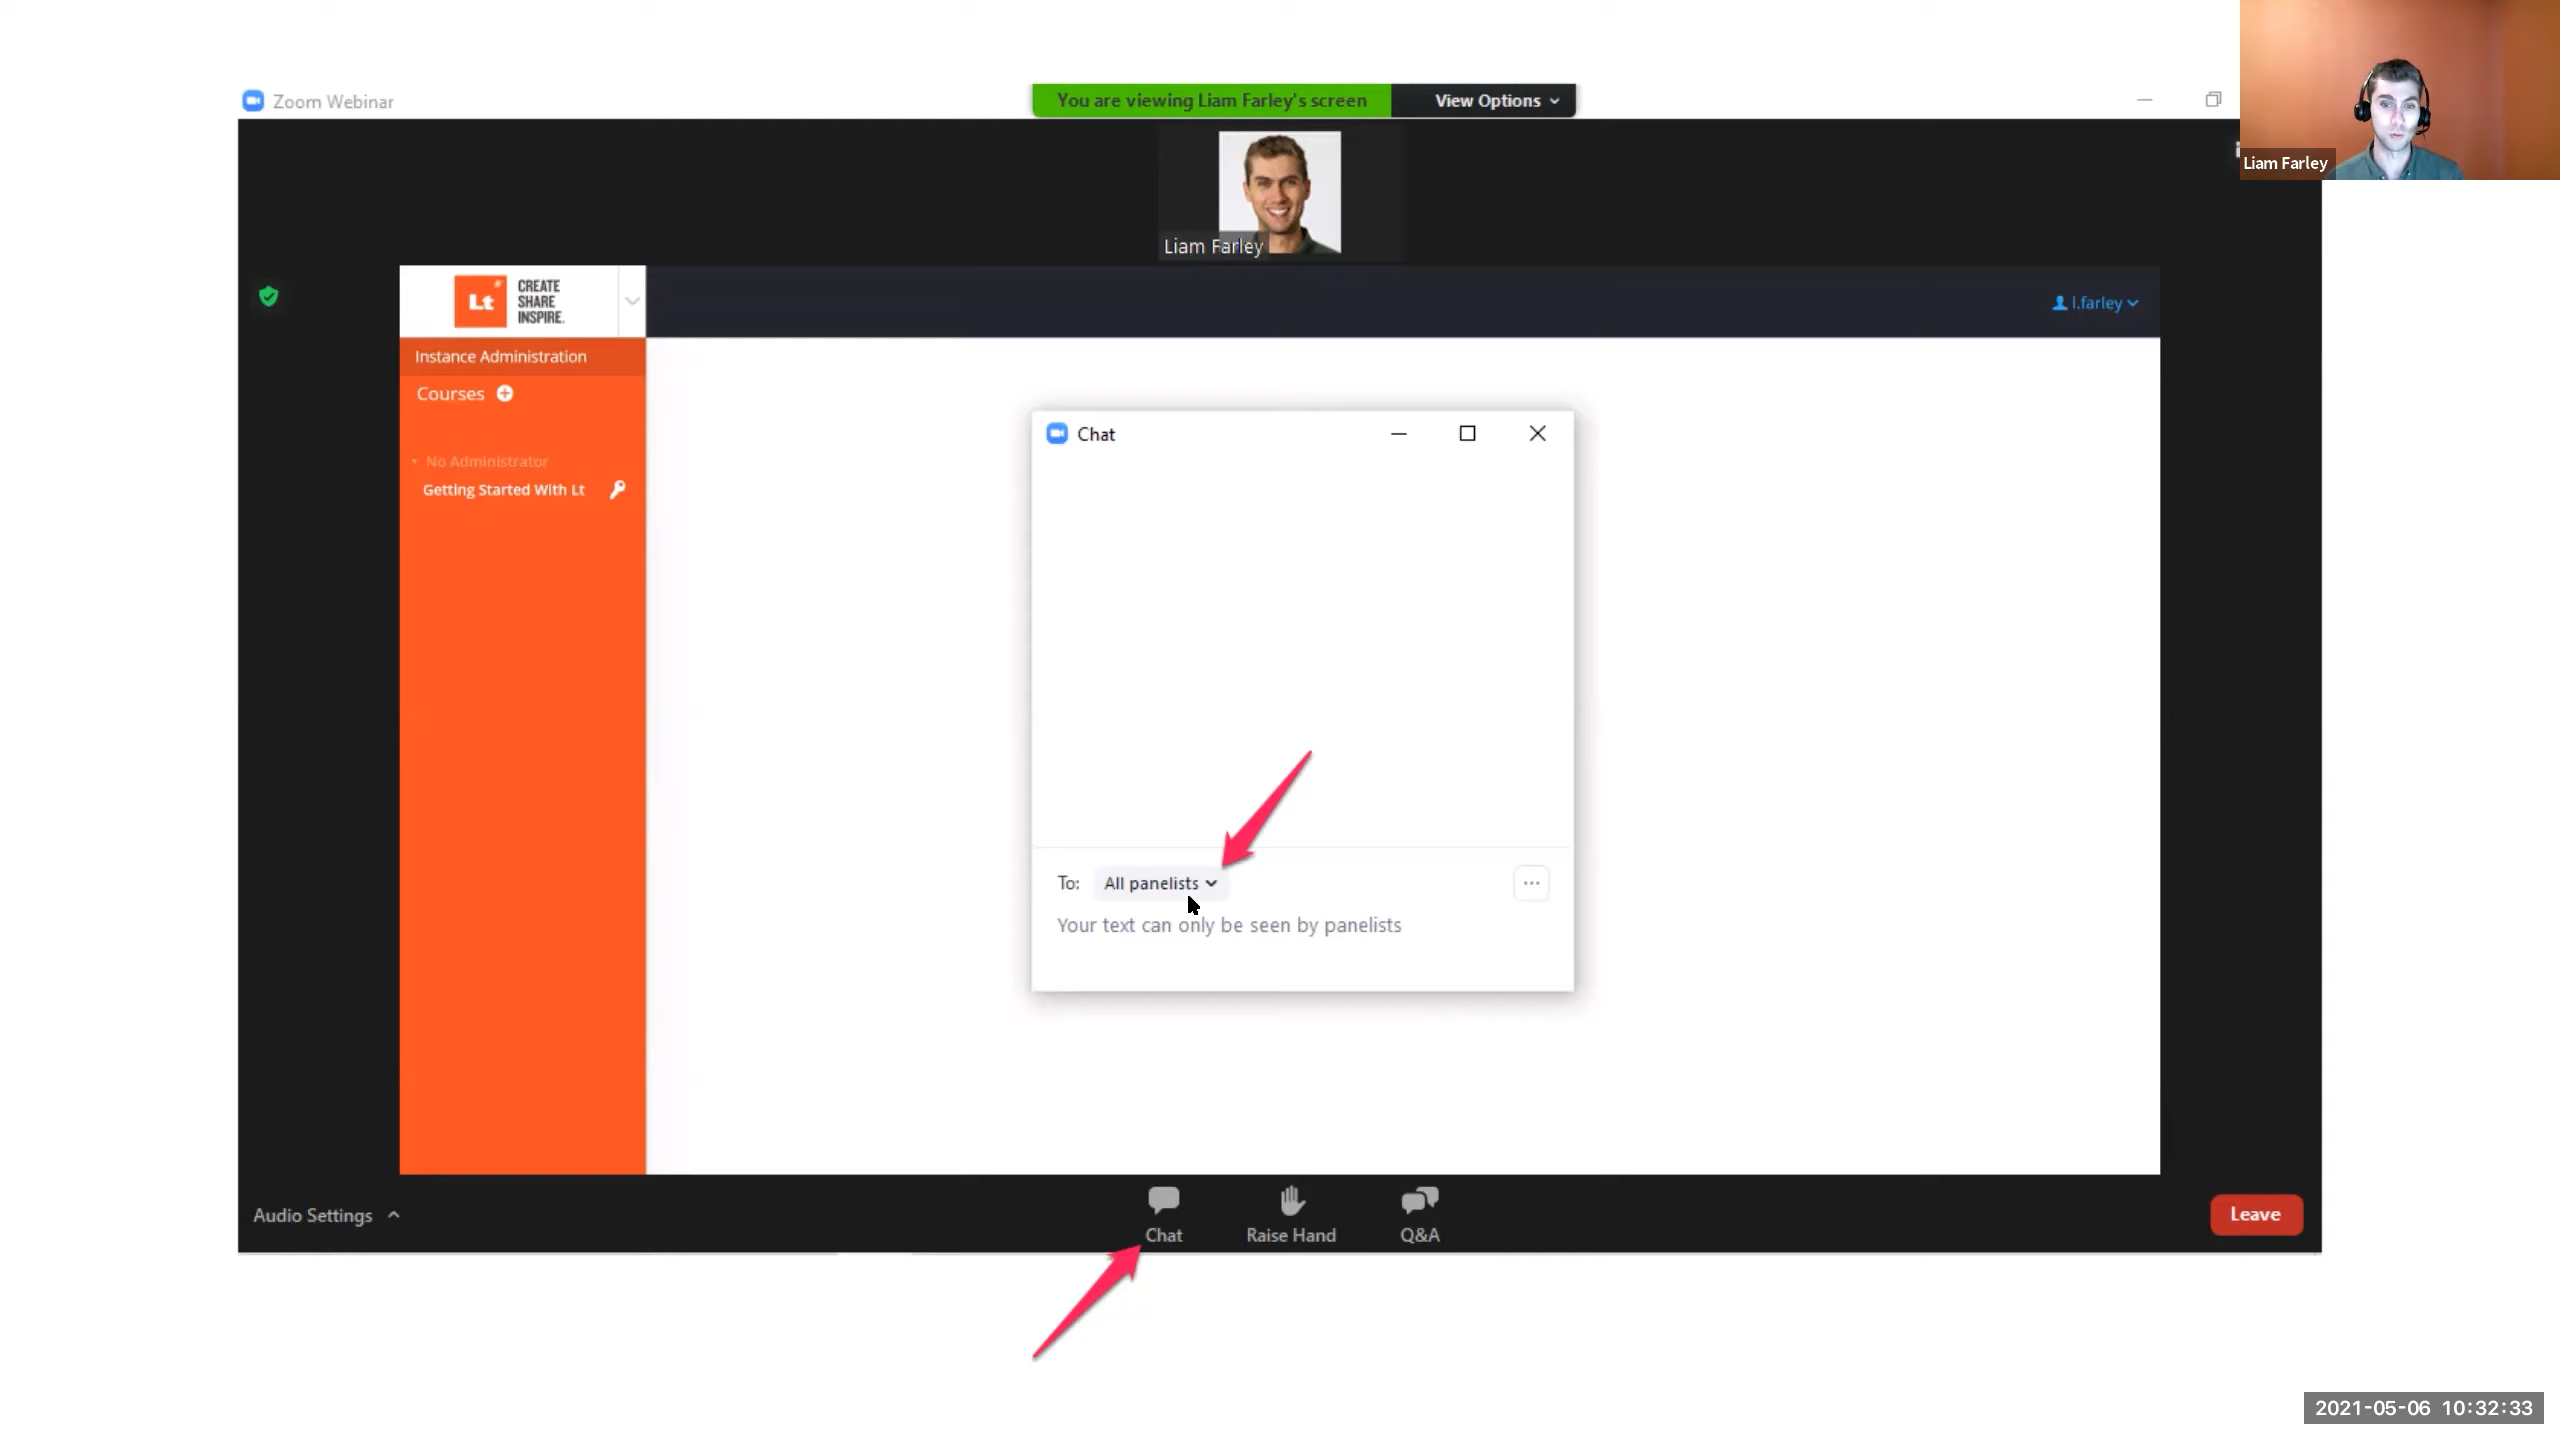 Zoom Webinar
You are viewing Liam Farley's screen
View Options
Liam Farley
Liam Farley
Lt
CREATE
SHARE
INSPIRE.
l.farley
Instance Administration
Courses
No Administrator
Getting Started With Lt
Chat
To: All panelists
Your text can only be seen by panelists
Audio Settings
Chat
Raise Hand
Q&A
Leave
2021-05-06 10:32:33